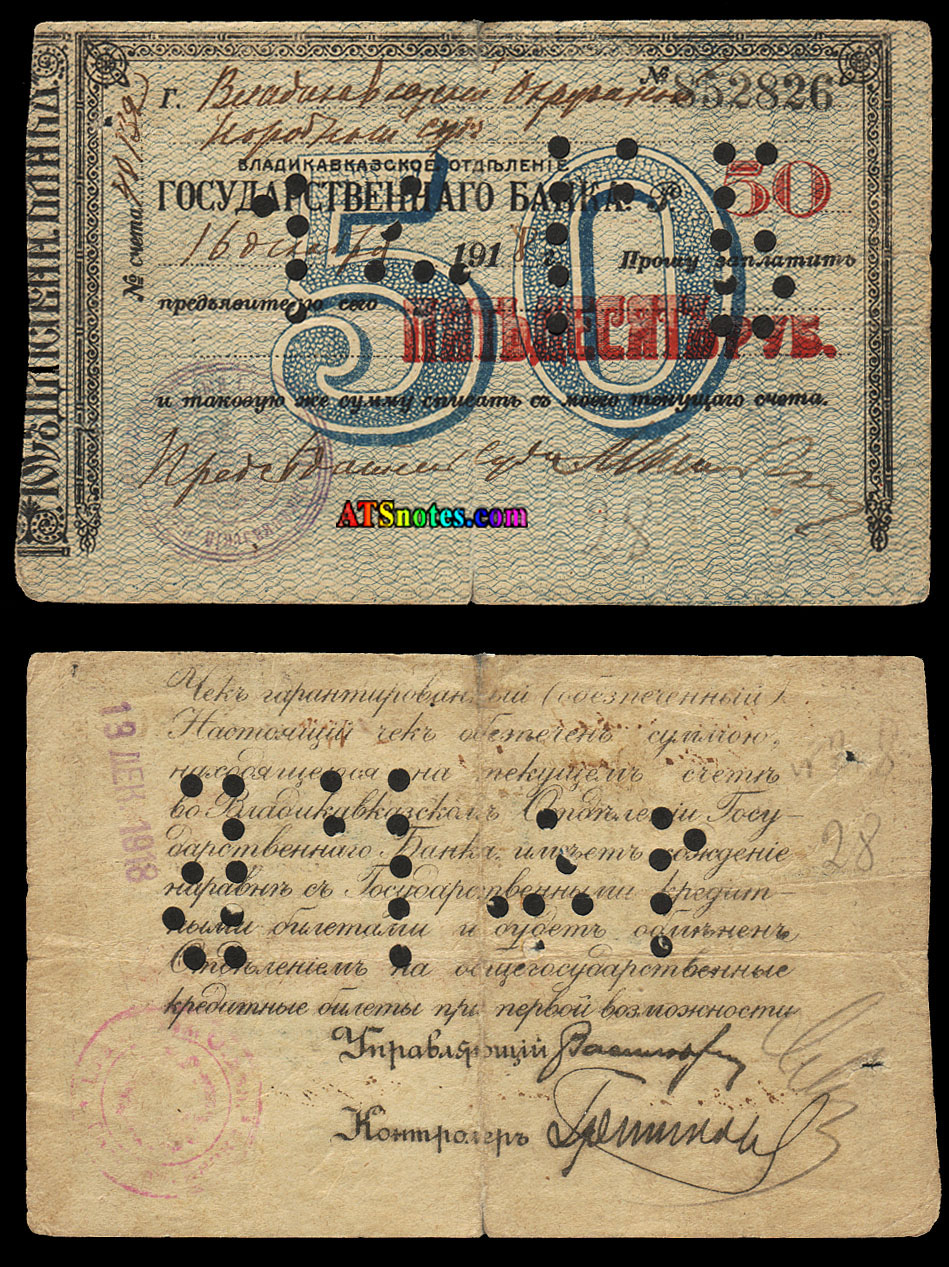 № 852826
г. Владикавказский Окружной
Народный суд
ВЛАДИКАВКАЗСКОЕ ОТДѢЛЕНІЕ
ГОСУДАРСТВЕННАГО БАНКА. Р 50
№ счета
50
16 1918 г. Прошу заплатить
предъявителю сего ПЯТЬДЕСЯТЪ РУБ.
и таковую же сумму списать съ моего текущаго счета.
Суда
ATSnotes.com
Чекъ гарантированный (обезпеченный).
Настоящій чекъ обезпеченъ суммою,
находящеюся на текущемъ счетѣ
во Владикавказскомъ Отдѣленіи Госу-
дарственнаго Банка, имѣетъ хожденіе
наравнѣ съ Государственными кредит-
ными билетами и будетъ обмѣненъ
Отдѣленіемъ на общегосударственные
кредитные билеты при первой возможности
Управляющій
Контролеръ
19 ДЕК 1918
28